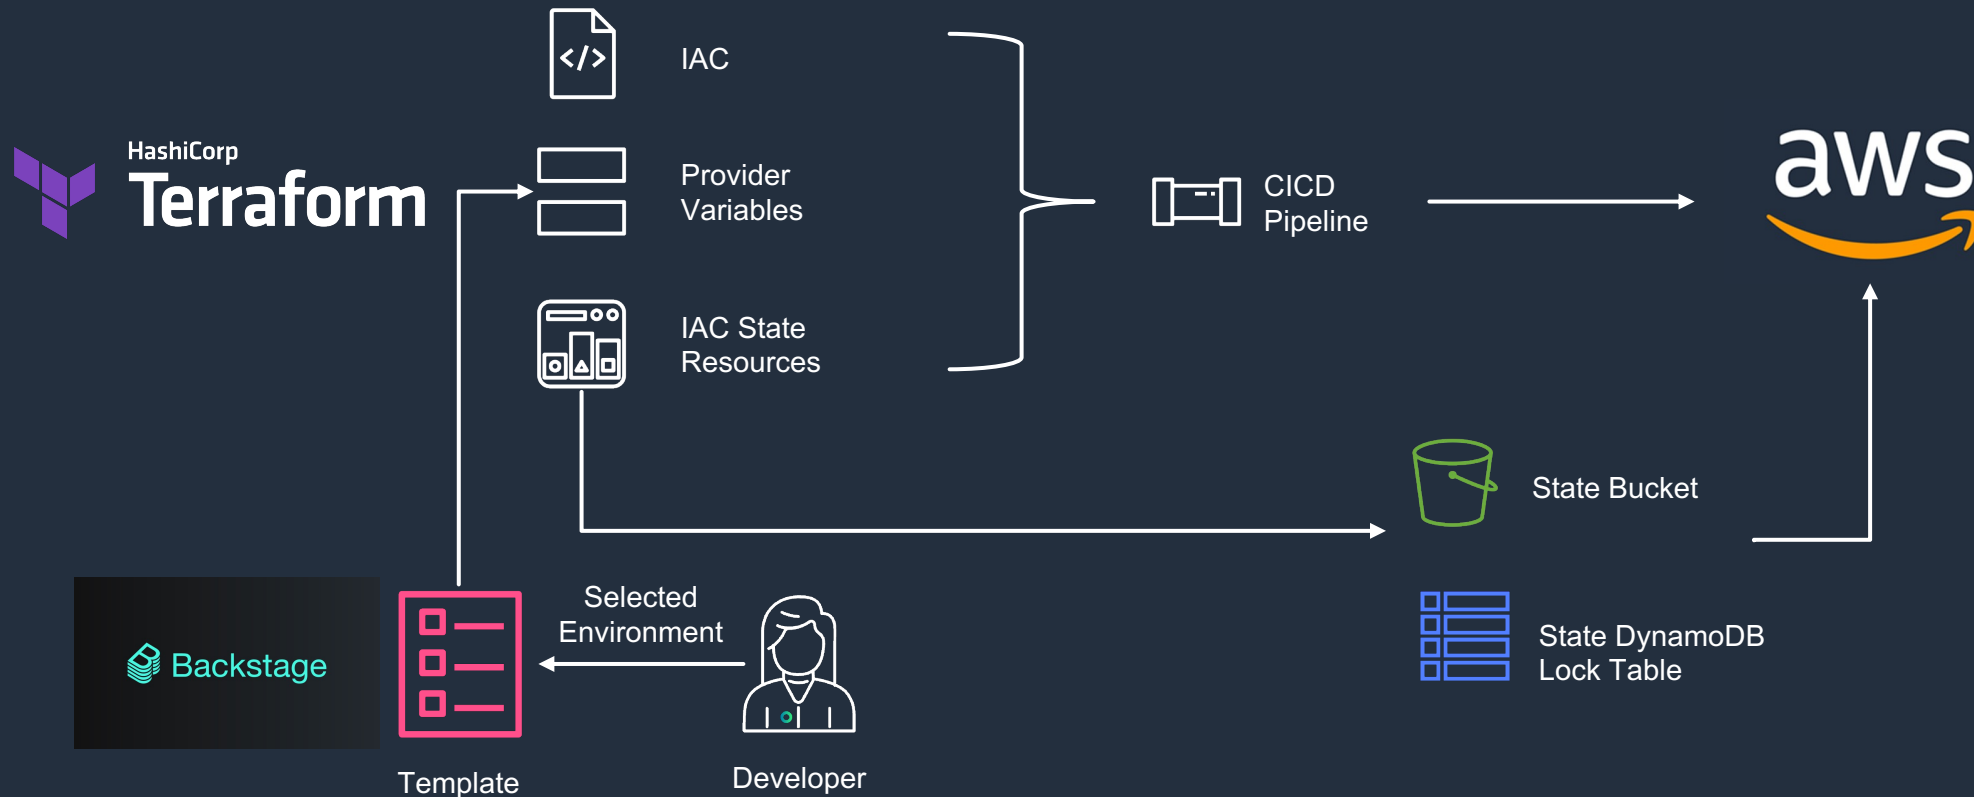 IAC
HashiCorp
Terraform
Provider
Variables
CICD
Pipeline
aws
IAC State
Resources
State Bucket
Selected
Environment
Backstage
State DynamoDB
Lock Table
Template
Developer